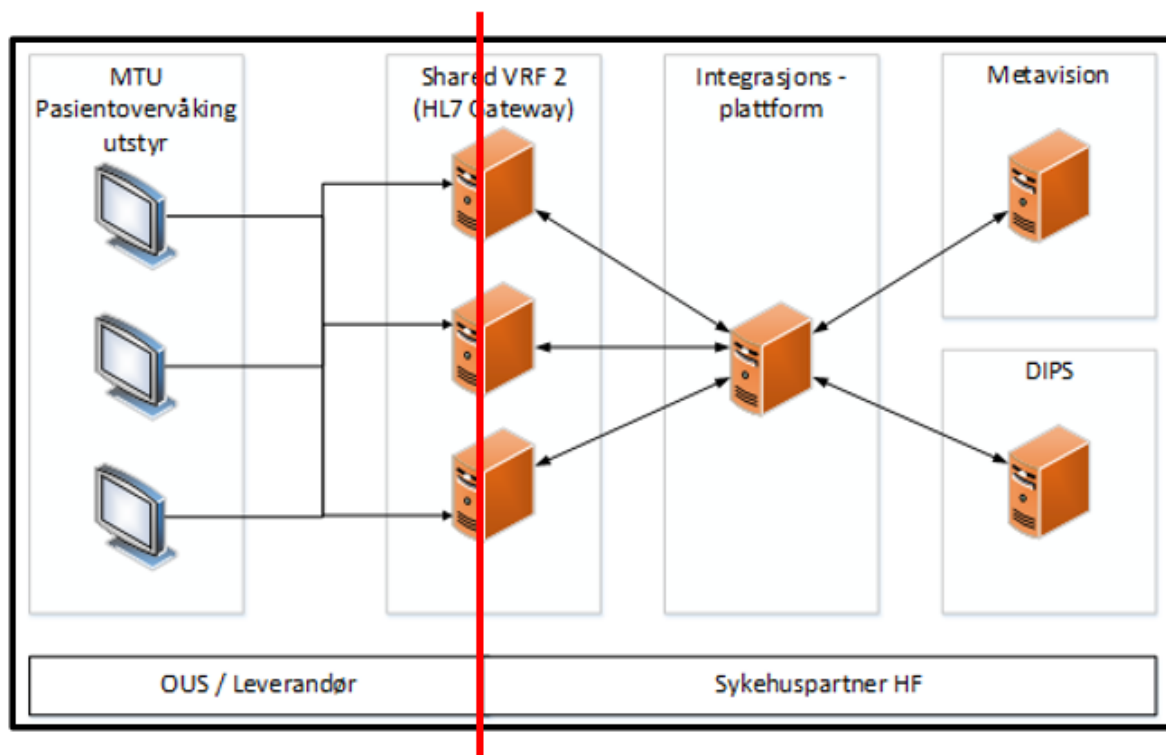 MTU
Pasientovervåking
utstyr
Shared VRF 2
(HL7 Gateway)
Integrasjons -
plattform
Metavision
DIPS
OUS / Leverandør
Sykehuspartner HF